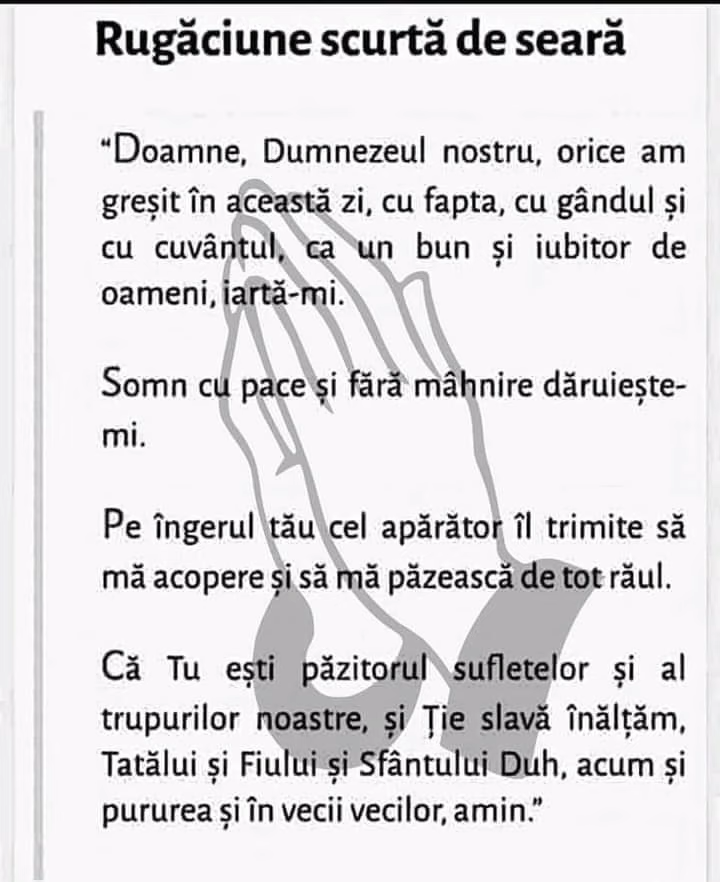 Rugăciune scurtă de seară
“Doamne, Dumnezeul nostru, orice am
greșit în această zi, cu fapta, cu gândul și
cu cuvântul, ca un bun și iubitor de
oameni, iartă-mi.
Somn cu pace și fără mâhnire dăruiește-
mi.
Pe îngerul tău cel apărător îl trimite să
mă acopere și să mă păzească de tot răul.
Că Tu ești păzitorul sufletelor și al
trupurilor noastre, și Ție slavă înălțăm,
Tatălui și Fiului și Sfântului Duh, acum și
pururea și în vecii vecilor, amin.”